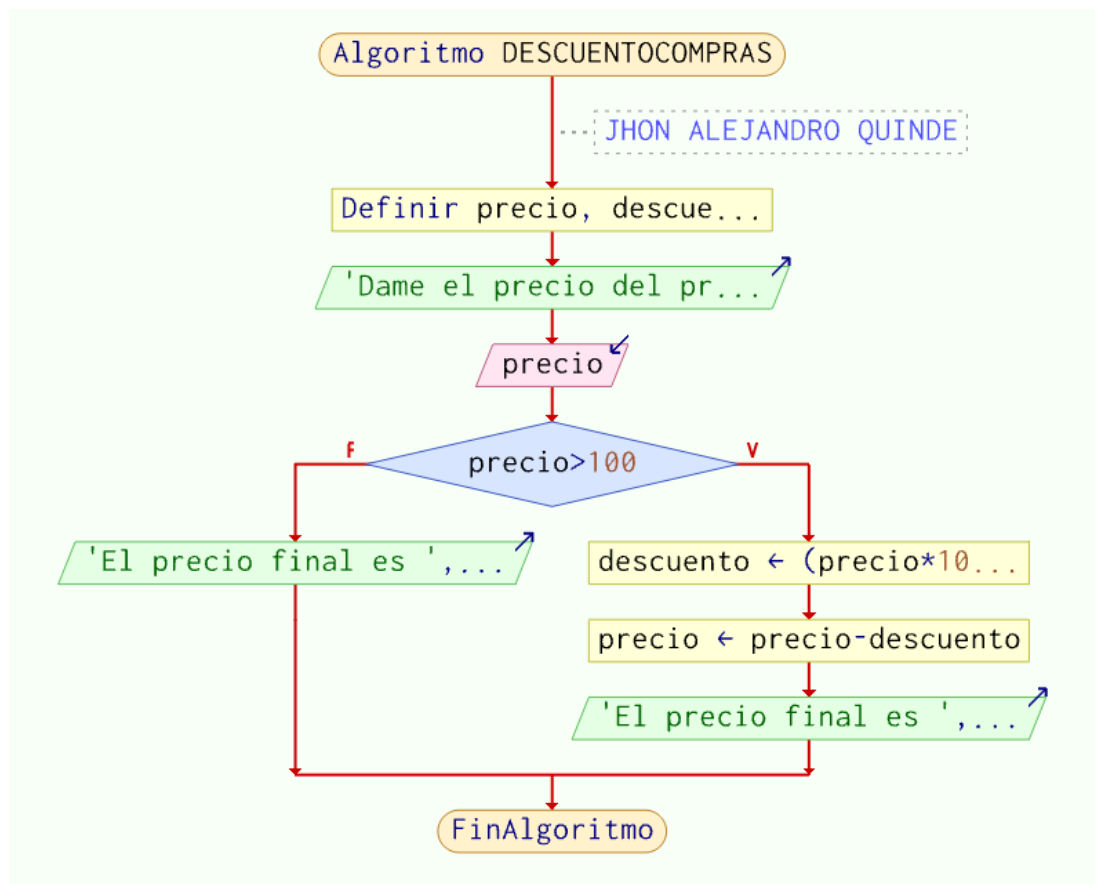 Algoritmo DESCUENTOCOMPRAS
JHON ALEJANDRO QUINDE
Definir precio, descue...
'Dame el precio del pr...
precio
precio>100
F
V
'El precio final es ',...
descuento ← (precio*10...
precio ← precio-descuento
'El precio final es ',...
FinAlgoritmo